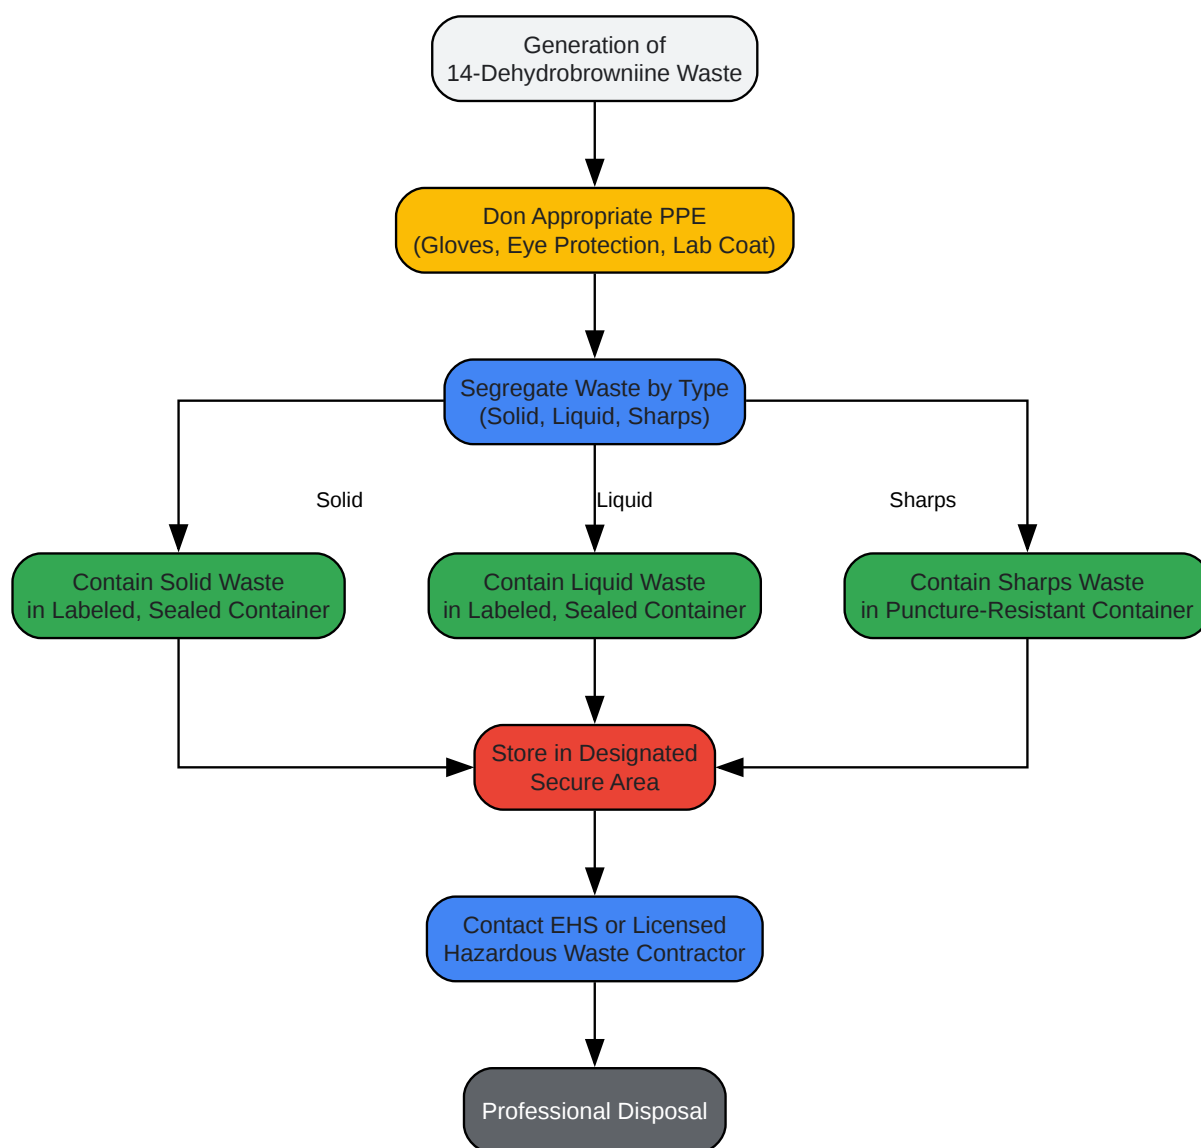 Generation of
14-Dehydrobrowniine Waste
Don Appropriate PPE
(Gloves, Eye Protection, Lab Coat)
Segregate Waste by Type
(Solid, Liquid, Sharps)
Solid
Liquid
Sharps
Contain Solid Waste
in Labeled, Sealed Container
Contain Liquid Waste
in Labeled, Sealed Container
Contain Sharps Waste
in Puncture-Resistant Container
Store in Designated
Secure Area
Contact EHS or Licensed
Hazardous Waste Contractor
Professional Disposal